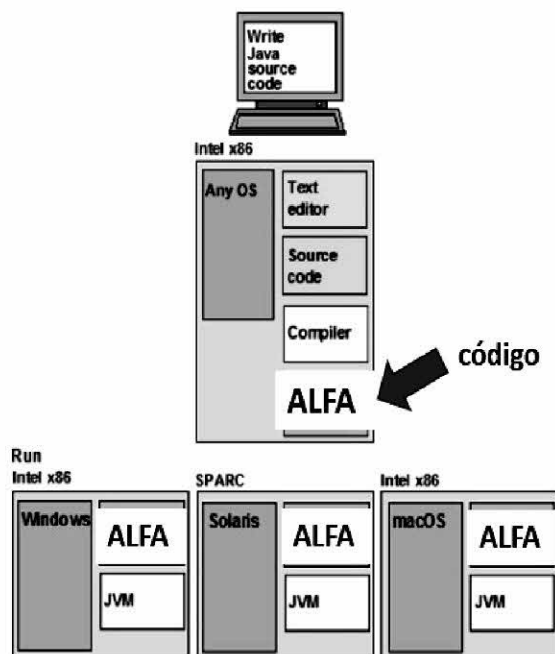 Write
Java
source
code
Intel x86
Any OS
Text
editor
Source
code
Compiler
código
ALFA
Run
Intel x86
SPARC
Intel x86
Windows
ALFA
Solaris
ALFA
macOS
ALFA
JVM
JVM
JVM